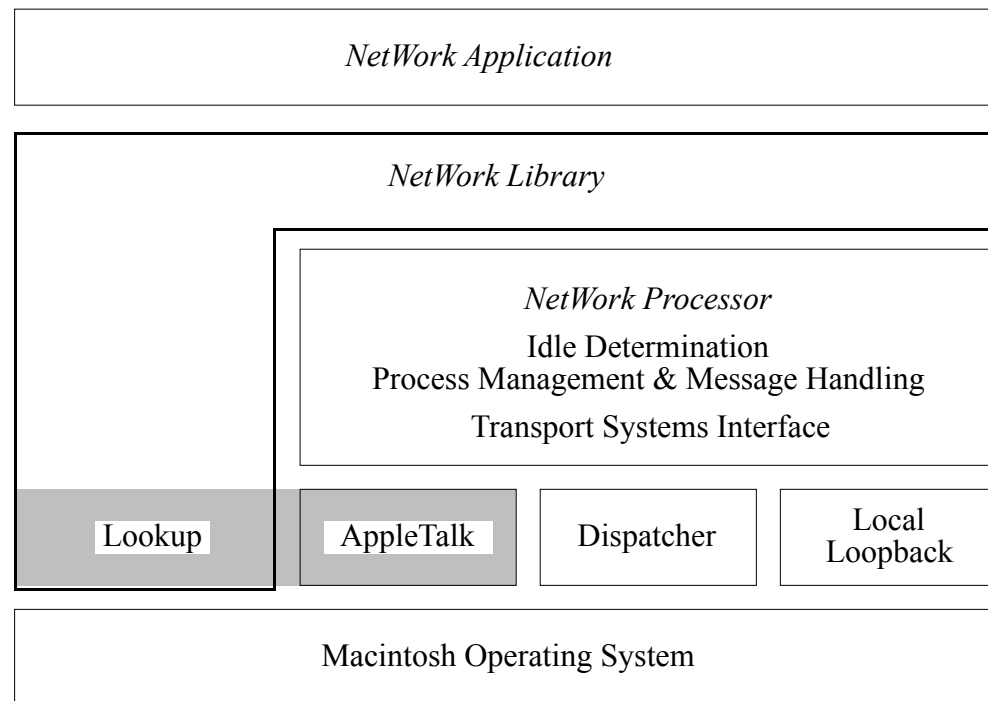 NetWork Application
NetWork Library
NetWork Processor
Idle Determination
Process Management & Message Handling
Transport Systems Interface
Lookup
AppleTalk
Dispatcher
Local
Loopback
Macintosh Operating System